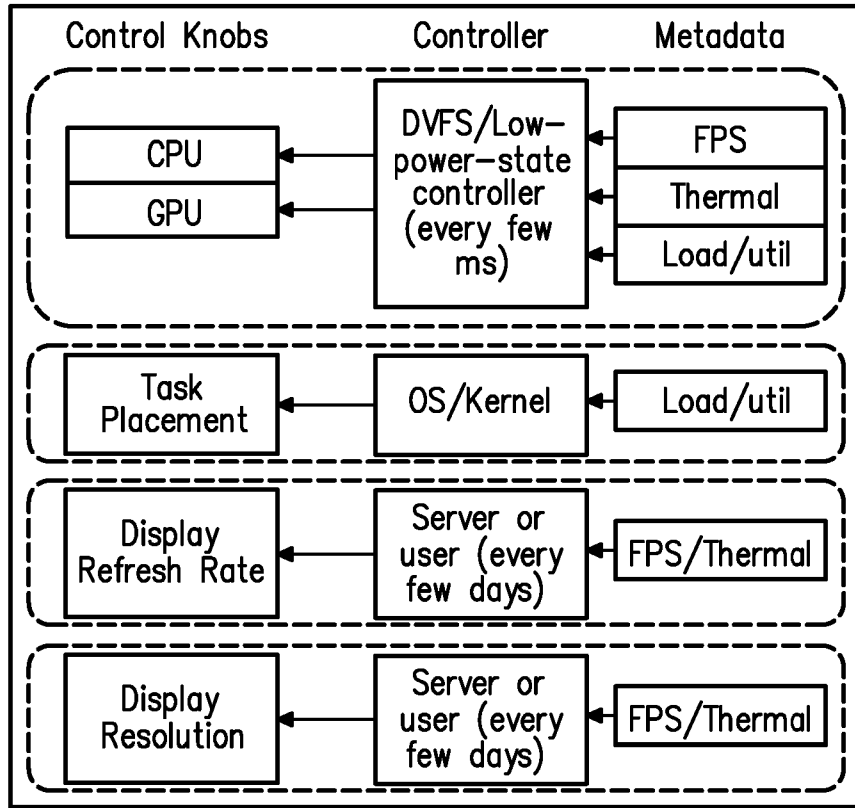 Control Knobs
Controller
Metadata
CPU
GPU
DVFS/Low-
power-state
controller
(every few
ms)
FPS
Thermal
Load/util
Task
Placement
OS/Kernel
Load/util
Display
Refresh Rate
Server or
user (every
few days)
FPS/Thermal
Display
Resolution
Server or
user (every
few days)
FPS/Thermal